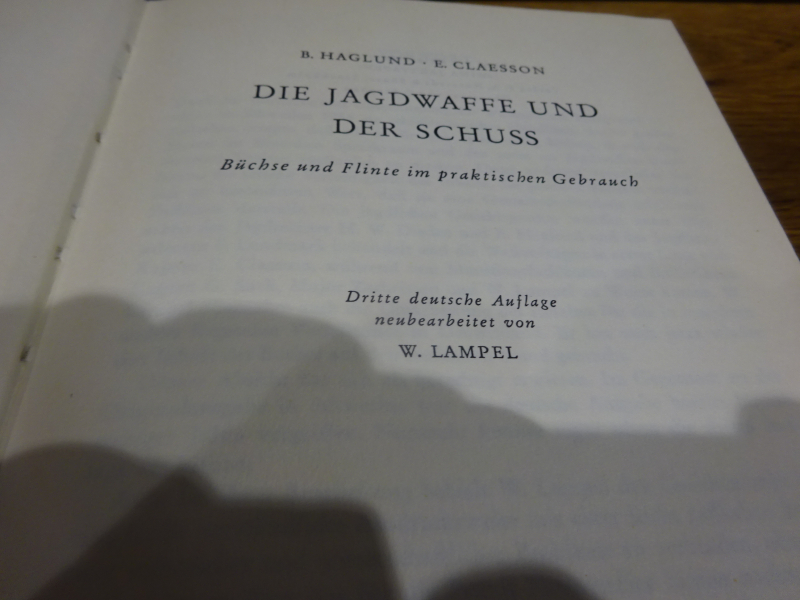 B. HAGLUND · E. CLAESSON
DIE JAGDWAFFE UND
DER SCHUSS
Büchse und Flinte im praktischen Gebrauch
Dritte deutsche Auflage
neubearbeitet von
W. LAMPEL